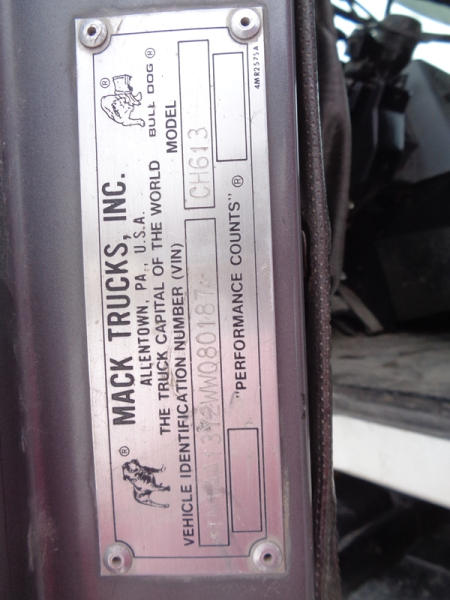 MACK TRUCKS, INC.
ALLENTOWN, PA., U.S.A.
THE TRUCK CAPITAL OF THE WORLD
BULL DOG ®
VEHICLE IDENTIFICATION NUMBER (VIN)
MODEL
CH613
"PERFORMANCE COUNTS" ®
4MR2575A